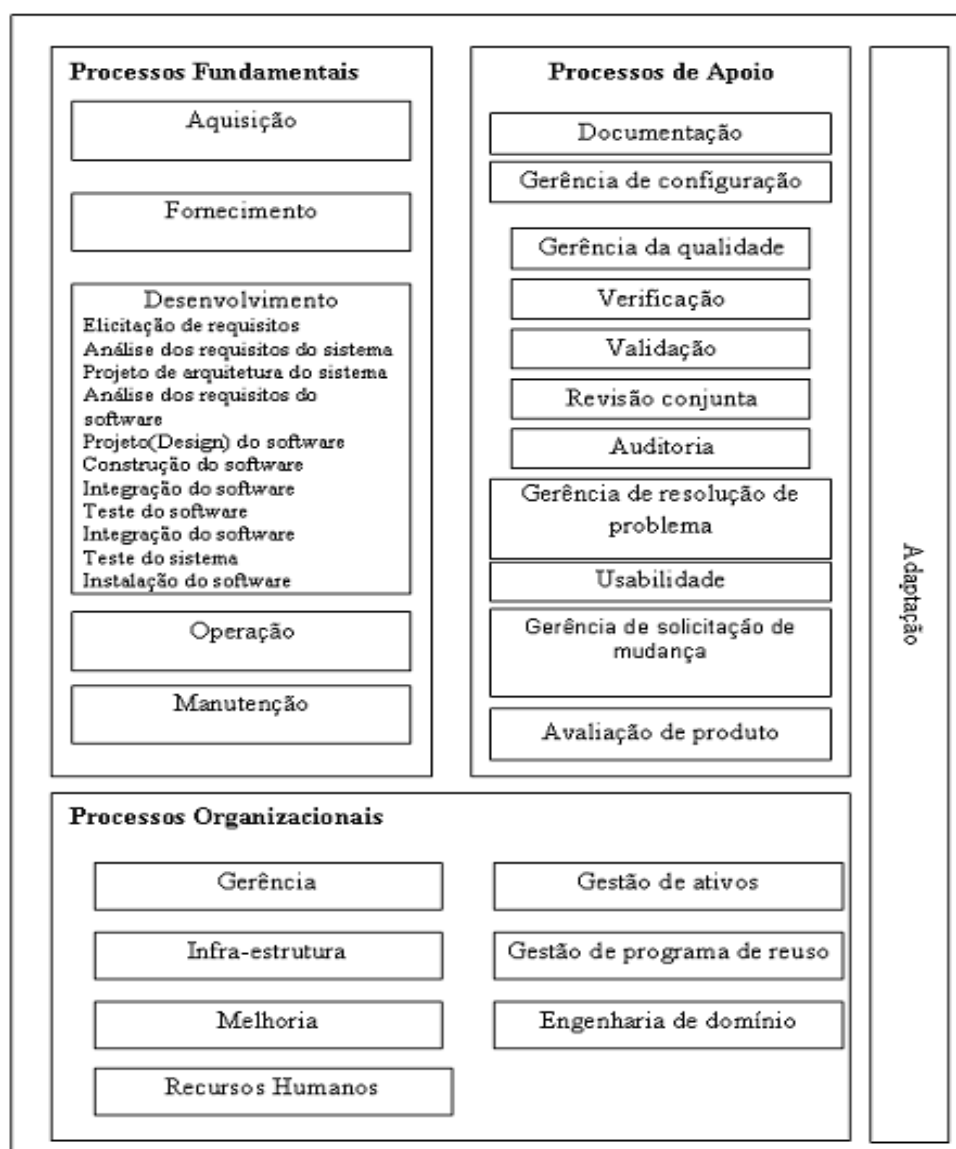 Processos Fundamentais
Aquisição
Fornecimento
Desenvolvimento
Elicitação de requisitos
Análise dos requisitos do sistema
Projeto de arquitetura do sistema
Análise dos requisitos do
software
Projeto(Design) do software
Construção do software
Integração do software
Teste do software
Integração do software
Teste do sistema
Instalação do software
Operação
Manutenção
Processos de Apoio
Documentação
Gerência de configuração
Gerência da qualidade
Verificação
Validação
Revisão conjunta
Auditoria
Gerência de resolução de
problema
Usabilidade
Gerência de solicitação de
mudança
Avaliação de produto
Adaptação
Processos Organizacionais
Gerência
Infra-estrutura
Melhoria
Recursos Humanos
Gestão de ativos
Gestão de programa de reuso
Engenharia de domínio